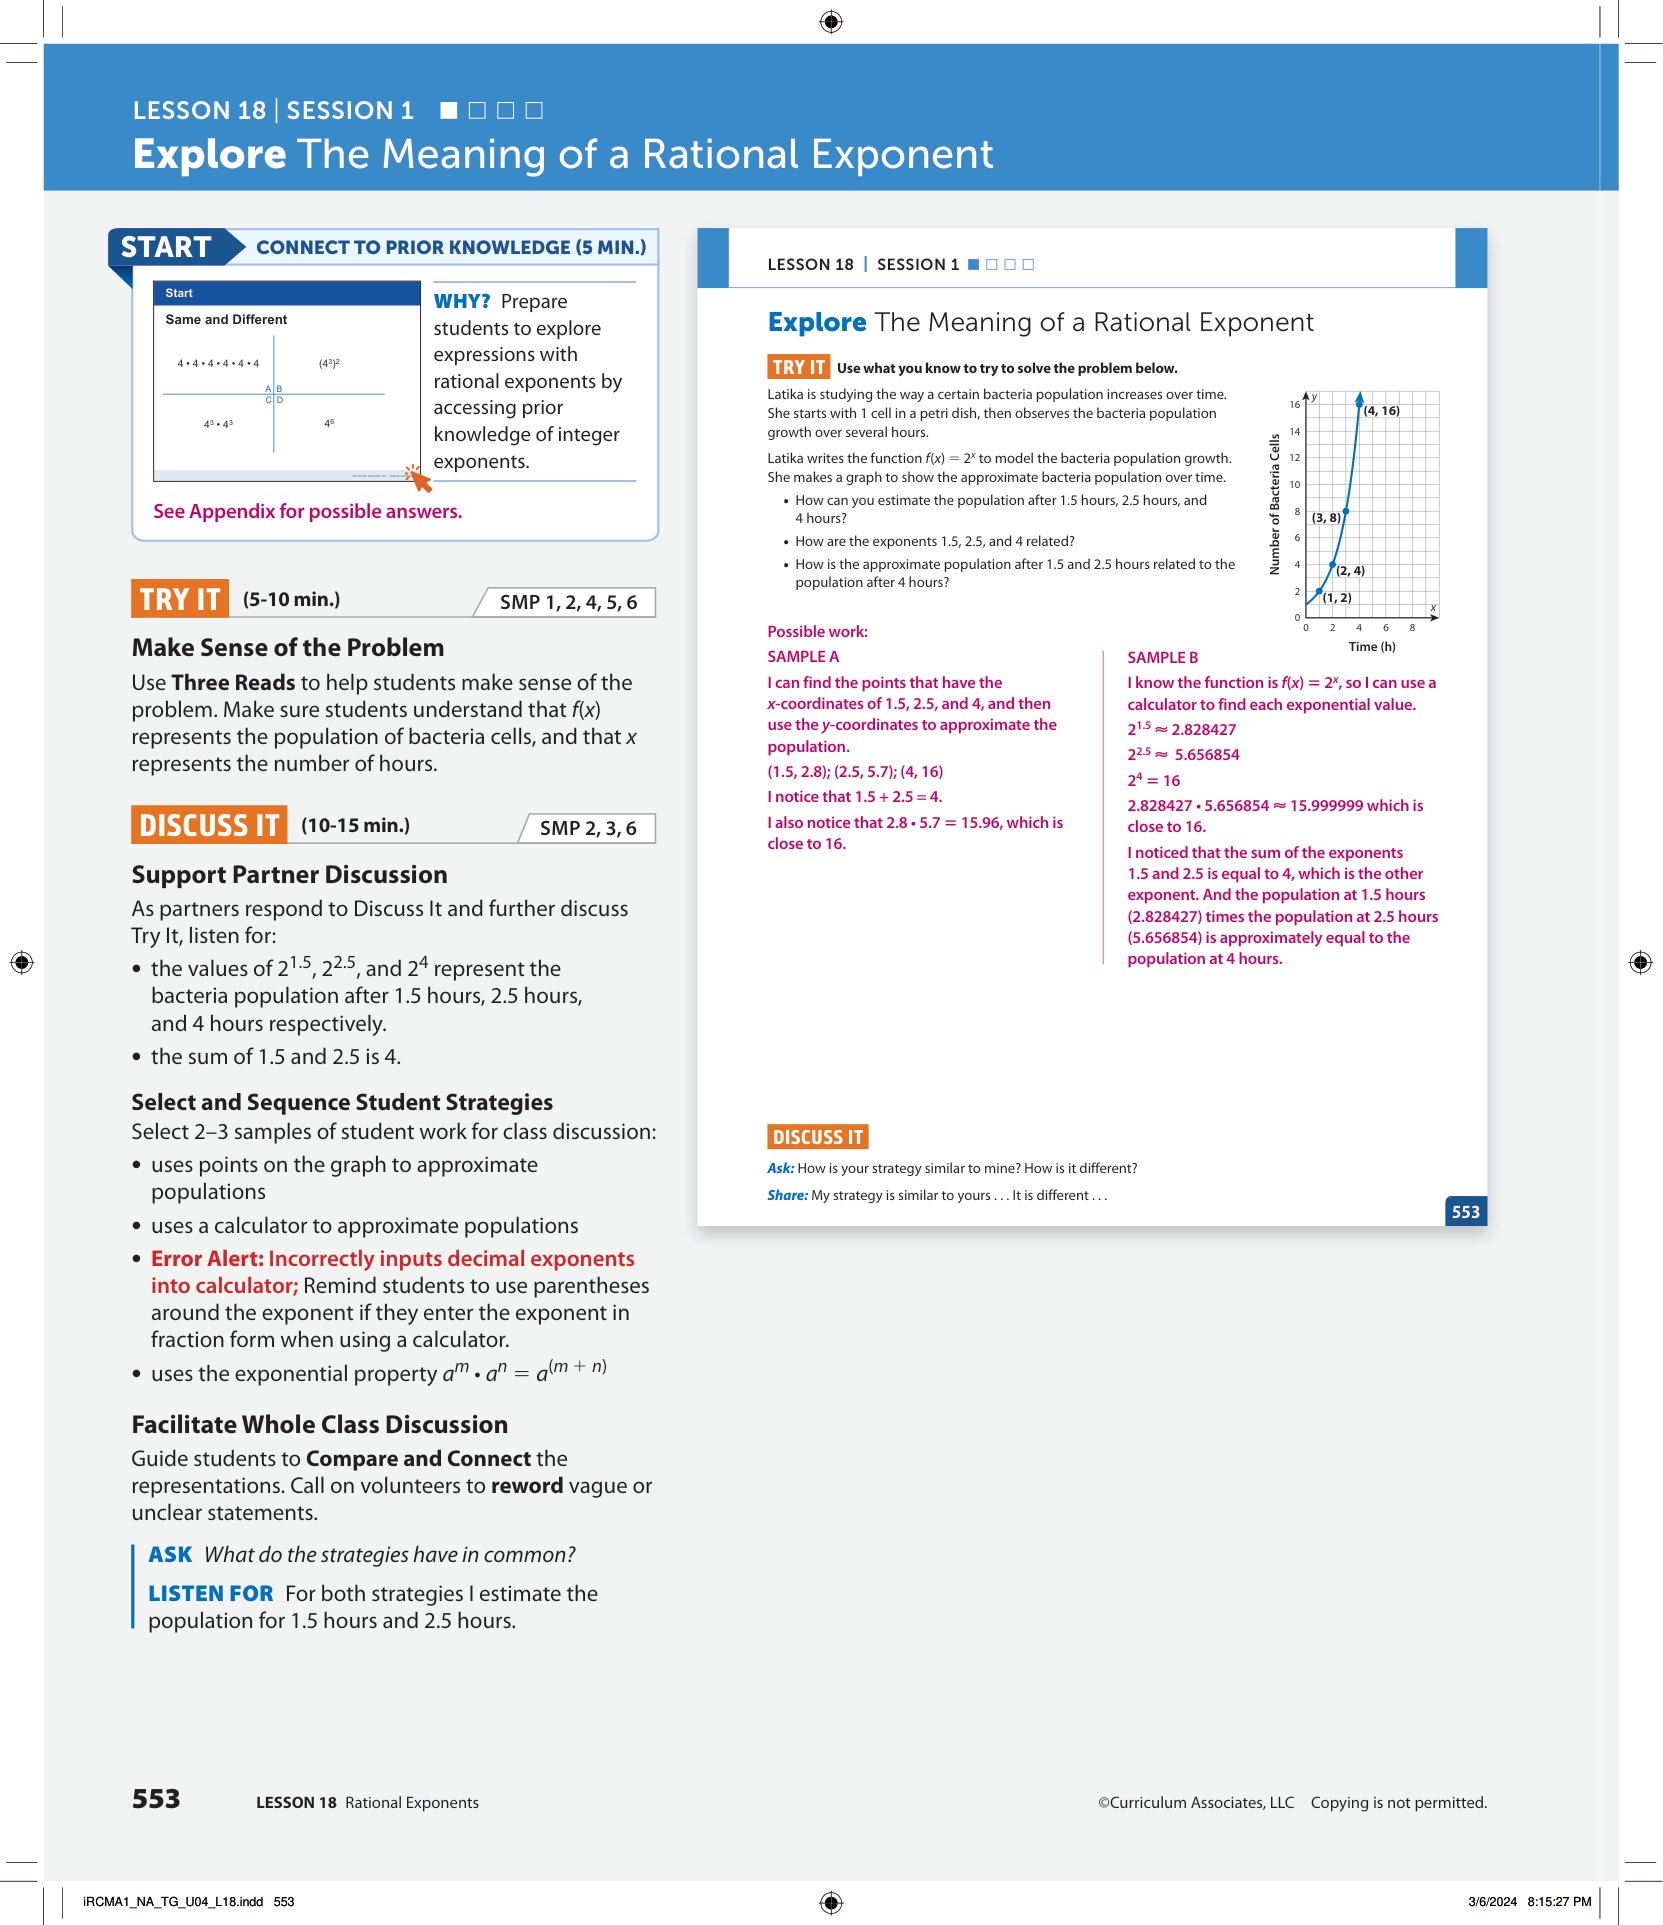 LESSON 18 | SESSION 1
Explore The Meaning of a Rational Exponent
START CONNECT TO PRIOR KNOWLEDGE (5 MIN.)
Start
Same and Different
4 • 4 • 4 • 4 • 4 • 4
(4³)²
A B
C D
4³ • 4³
4⁶
WHY? Prepare
students to explore
expressions with
rational exponents by
accessing prior
knowledge of integer
exponents.
See Appendix for possible answers.
TRY IT (5-10 min.) SMP 1, 2, 4, 5, 6
Make Sense of the Problem
Use Three Reads to help students make sense of the
problem. Make sure students understand that f(x)
represents the population of bacteria cells, and that x
represents the number of hours.
DISCUSS IT (10-15 min.) SMP 2, 3, 6
Support Partner Discussion
As partners respond to Discuss It and further discuss
Try It, listen for:
• the values of 2^1.5, 2^2.5, and 2^4 represent the
bacteria population after 1.5 hours, 2.5 hours,
and 4 hours respectively.
• the sum of 1.5 and 2.5 is 4.
Select and Sequence Student Strategies
Select 2–3 samples of student work for class discussion:
• uses points on the graph to approximate
populations
• uses a calculator to approximate populations
• Error Alert: Incorrectly inputs decimal exponents
into calculator; Remind students to use parentheses
around the exponent if they enter the exponent in
fraction form when using a calculator.
• uses the exponential property a^m • a^n = a^(m + n)
Facilitate Whole Class Discussion
Guide students to Compare and Connect the
representations. Call on volunteers to reword vague or
unclear statements.
ASK What do the strategies have in common?
LISTEN FOR For both strategies I estimate the
population for 1.5 hours and 2.5 hours.
LESSON 18 | SESSION 1
Explore The Meaning of a Rational Exponent
TRY IT Use what you know to try to solve the problem below.
Latika is studying the way a certain bacteria population increases over time.
She starts with 1 cell in a petri dish, then observes the bacteria population
growth over several hours.
Latika writes the function f(x) = 2^x to model the bacteria population growth.
She makes a graph to show the approximate bacteria population over time.
• How can you estimate the population after 1.5 hours, 2.5 hours, and
4 hours?
• How are the exponents 1.5, 2.5, and 4 related?
• How is the approximate population after 1.5 and 2.5 hours related to the
population after 4 hours?
Number of Bacteria Cells
y
16
14
12
10
8
6
4
2
0
(4, 16)
(3, 8)
(2, 4)
(1, 2)
x
0 2 4 6 8
Time (h)
Possible work:
SAMPLE A
I can find the points that have the
x-coordinates of 1.5, 2.5, and 4, and then
use the y-coordinates to approximate the
population.
(1.5, 2.8); (2.5, 5.7); (4, 16)
I notice that 1.5 + 2.5 = 4.
I also notice that 2.8 • 5.7 = 15.96, which is
close to 16.
SAMPLE B
I know the function is f(x) = 2^x, so I can use a
calculator to find each exponential value.
2^1.5 ≈ 2.828427
2^2.5 ≈ 5.656854
2^4 = 16
2.828427 • 5.656854 ≈ 15.999999 which is
close to 16.
I noticed that the sum of the exponents
1.5 and 2.5 is equal to 4, which is the other
exponent. And the population at 1.5 hours
(2.828427) times the population at 2.5 hours
(5.656854) is approximately equal to the
population at 4 hours.
DISCUSS IT
Ask: How is your strategy similar to mine? How is it different?
Share: My strategy is similar to yours . . . It is different . . .
553
553 LESSON 18 Rational Exponents
©Curriculum Associates, LLC Copying is not permitted.
iRCMA1_NA_TG_U04_L18.indd 553
3/6/2024 8:15:27 PM